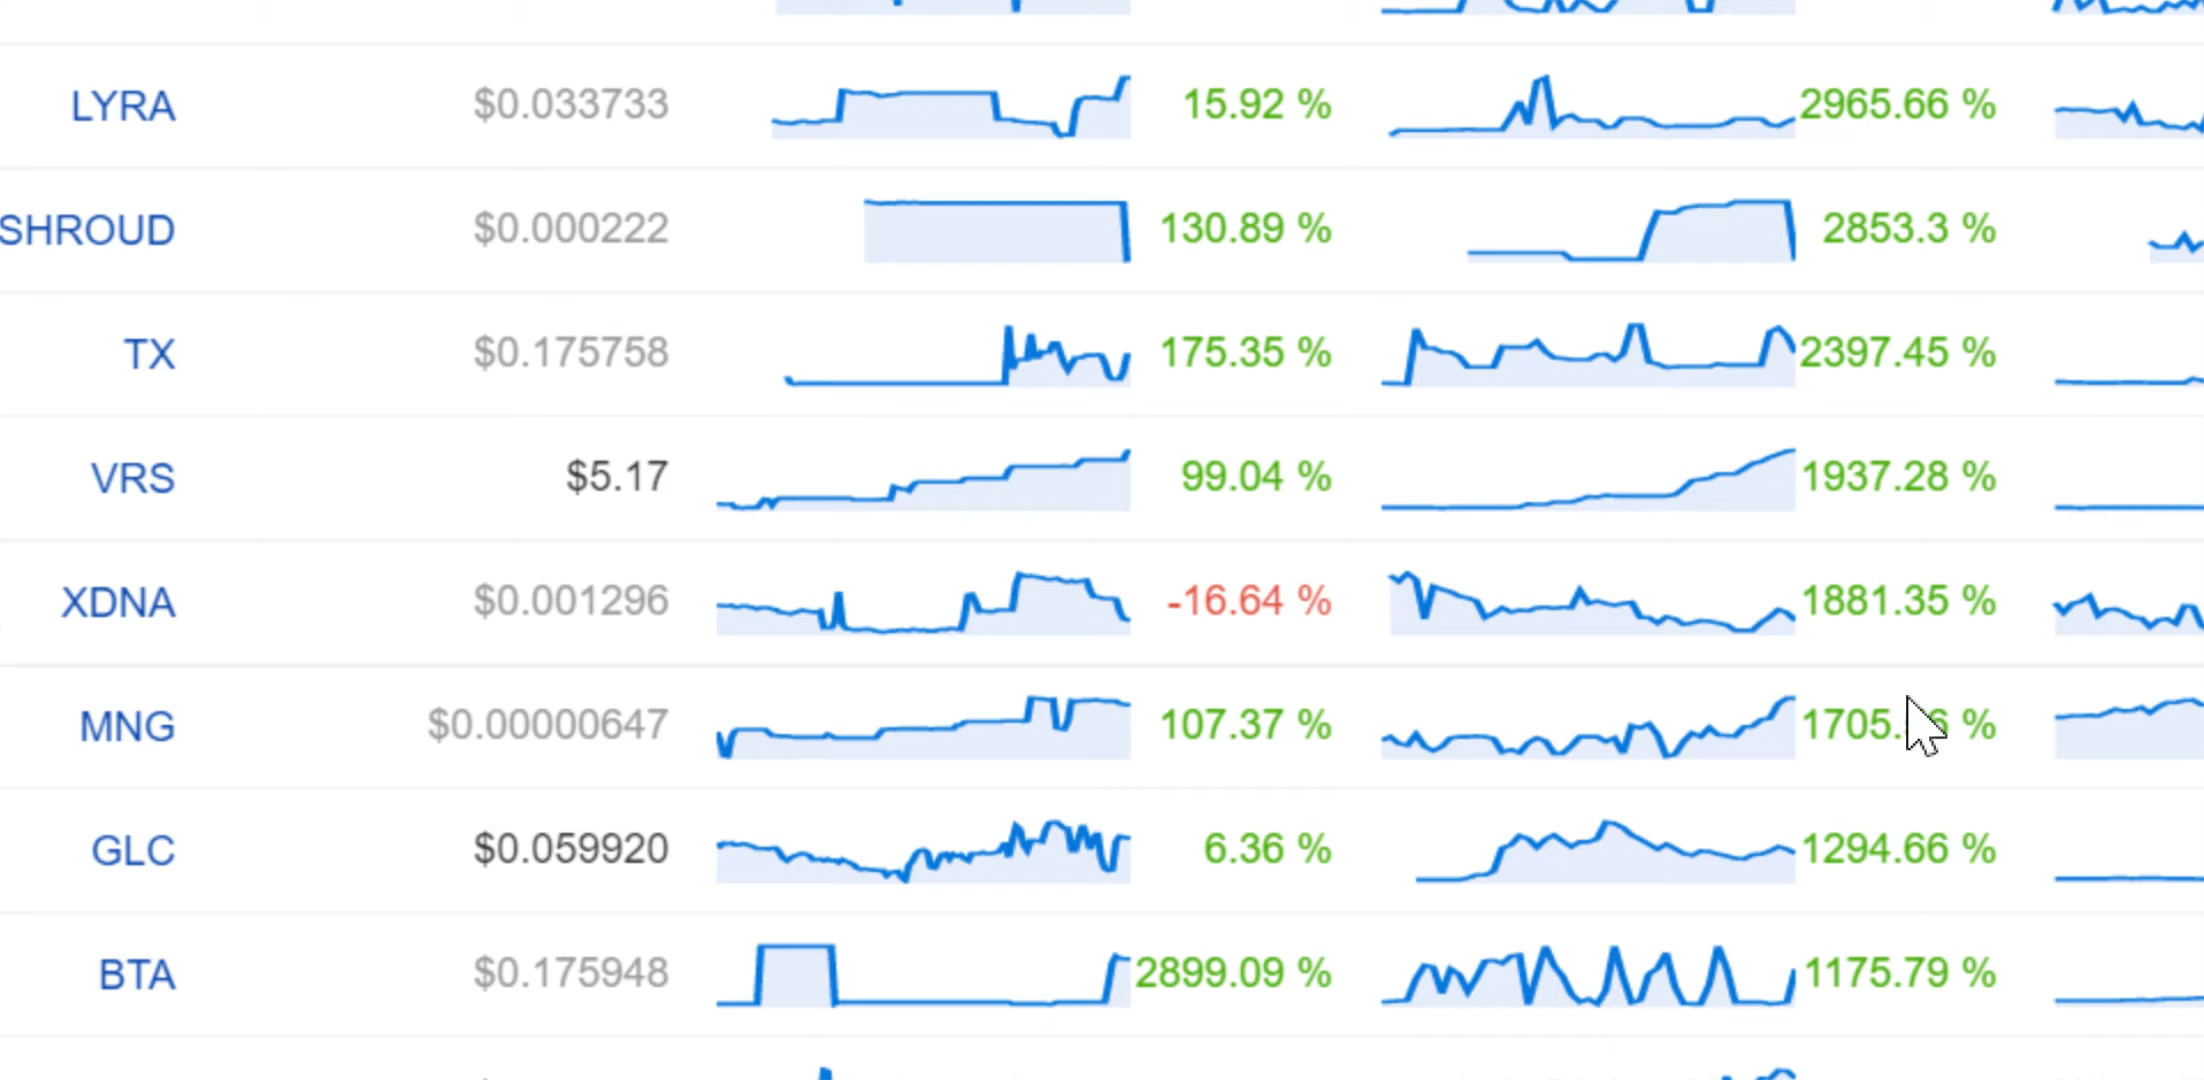 LYRA $0.033733 15.92 % 2965.66 %
SHROUD $0.000222 130.89 % 2853.3 %
TX $0.175758 175.35 % 2397.45 %
VRS $5.17 99.04 % 1937.28 %
XDNA $0.001296 -16.64 % 1881.35 %
MNG $0.00000647 107.37 % %
GLC $0.059920 6.36 % 1294.66 %
BTA $0.175948 2899.09 % 1175.79 %